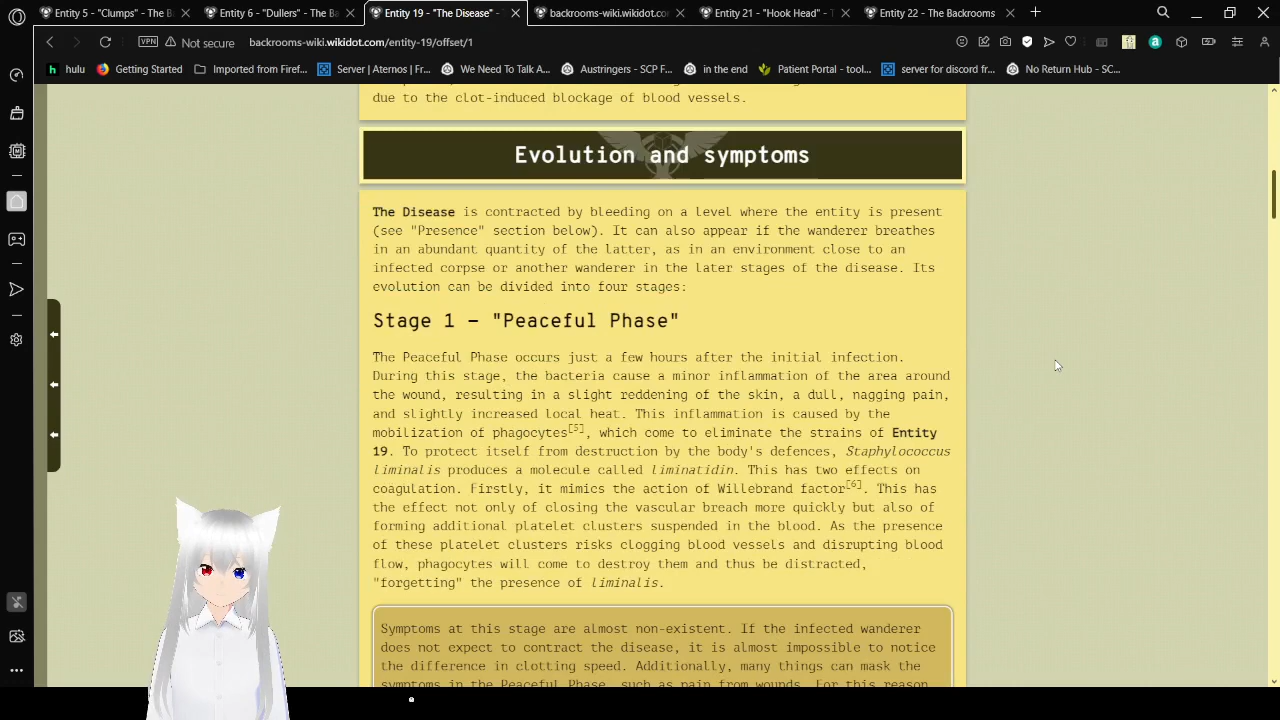 Entity 5 - "Clumps" - The B
Entity 6 - "Dullers" - The Ba
Entity 19 - "The Disease" -
backrooms-wiki.wikidot.co
Entity 21 - "Hook Head" - T
Entity 22 - The Backrooms
VPN Not secure backrooms-wiki.wikidot.com/entity-19/offset/1
hulu
Getting Started
Imported from Firef...
Server | Aternos | Fr...
We Need To Talk A...
Austringers - SCP F...
in the end
Patient Portal - tool...
server for discord fr...
No Return Hub - SC...
due to the clot-induced blockage of blood vessels.
Evolution and symptoms
The Disease is contracted by bleeding on a level where the entity is present
(see "Presence" section below). It can also appear if the wanderer breathes
in an abundant quantity of the latter, as in an environment close to an
infected corpse or another wanderer in the later stages of the disease. Its
evolution can be divided into four stages:
Stage 1 – "Peaceful Phase"
The Peaceful Phase occurs just a few hours after the initial infection.
During this stage, the bacteria cause a minor inflammation of the area around
the wound, resulting in a slight reddening of the skin, a dull, nagging pain,
and slightly increased local heat. This inflammation is caused by the
mobilization of phagocytes[5], which come to eliminate the strains of Entity
19. To protect itself from destruction by the body's defences, Staphylococcus
liminalis produces a molecule called liminatidin. This has two effects on
coagulation. Firstly, it mimics the action of Willebrand factor[6]. This has
the effect not only of closing the vascular breach more quickly but also of
forming additional platelet clusters suspended in the blood. As the presence
of these platelet clusters risks clogging blood vessels and disrupting blood
flow, phagocytes will come to destroy them and thus be distracted,
"forgetting" the presence of liminalis.
Symptoms at this stage are almost non-existent. If the infected wanderer
does not expect to contract the disease, it is almost impossible to notice
the difference in clotting speed. Additionally, many things can mask the
symptoms in the Peaceful Phase, such as pain from wounds. For this reason